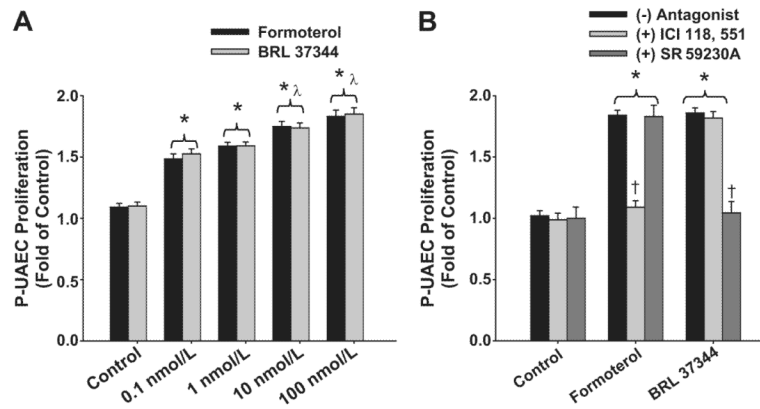 A
Formoterol
BRL 37344
P-UAEC Proliferation
(Fold of Control)
2.0
1.5
1.0
0.5
0.0
*
*
* λ
* λ
Control
0.1 nmol/L
1 nmol/L
10 nmol/L
100 nmol/L
B
(-) Antagonist
(+) ICI 118, 551
(+) SR 59230A
P-UAEC Proliferation
(Fold of Control)
2.0
1.5
1.0
0.5
0.0
*
*
†
†
Control
Formoterol
BRL 37344